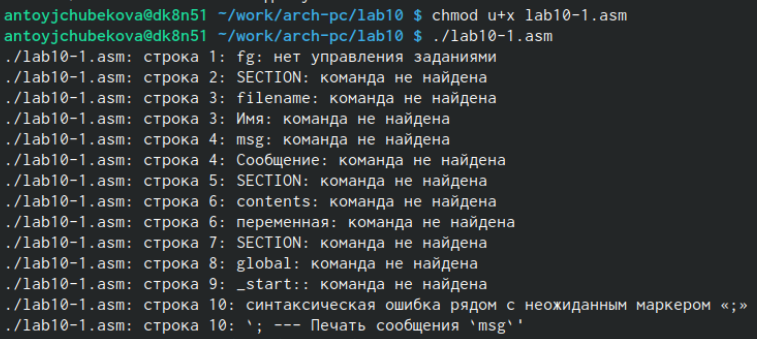 antoyjchubekova@dk8n51 ~/work/arch-pc/lab10 $ chmod u+x lab10-1.asm
antoyjchubekova@dk8n51 ~/work/arch-pc/lab10 $ ./lab10-1.asm
./lab10-1.asm: строка 1: fg: нет управления заданиями
./lab10-1.asm: строка 2: SECTION: команда не найдена
./lab10-1.asm: строка 3: filename: команда не найдена
./lab10-1.asm: строка 3: Имя: команда не найдена
./lab10-1.asm: строка 4: msg: команда не найдена
./lab10-1.asm: строка 4: Сообщение: команда не найдена
./lab10-1.asm: строка 5: SECTION: команда не найдена
./lab10-1.asm: строка 6: contents: команда не найдена
./lab10-1.asm: строка 6: переменная: команда не найдена
./lab10-1.asm: строка 7: SECTION: команда не найдена
./lab10-1.asm: строка 8: global: команда не найдена
./lab10-1.asm: строка 9: _start:: команда не найдена
./lab10-1.asm: строка 10: синтаксическая ошибка рядом с неожиданным маркером «;»
./lab10-1.asm: строка 10: `; --- Печать сообщения `msg`'